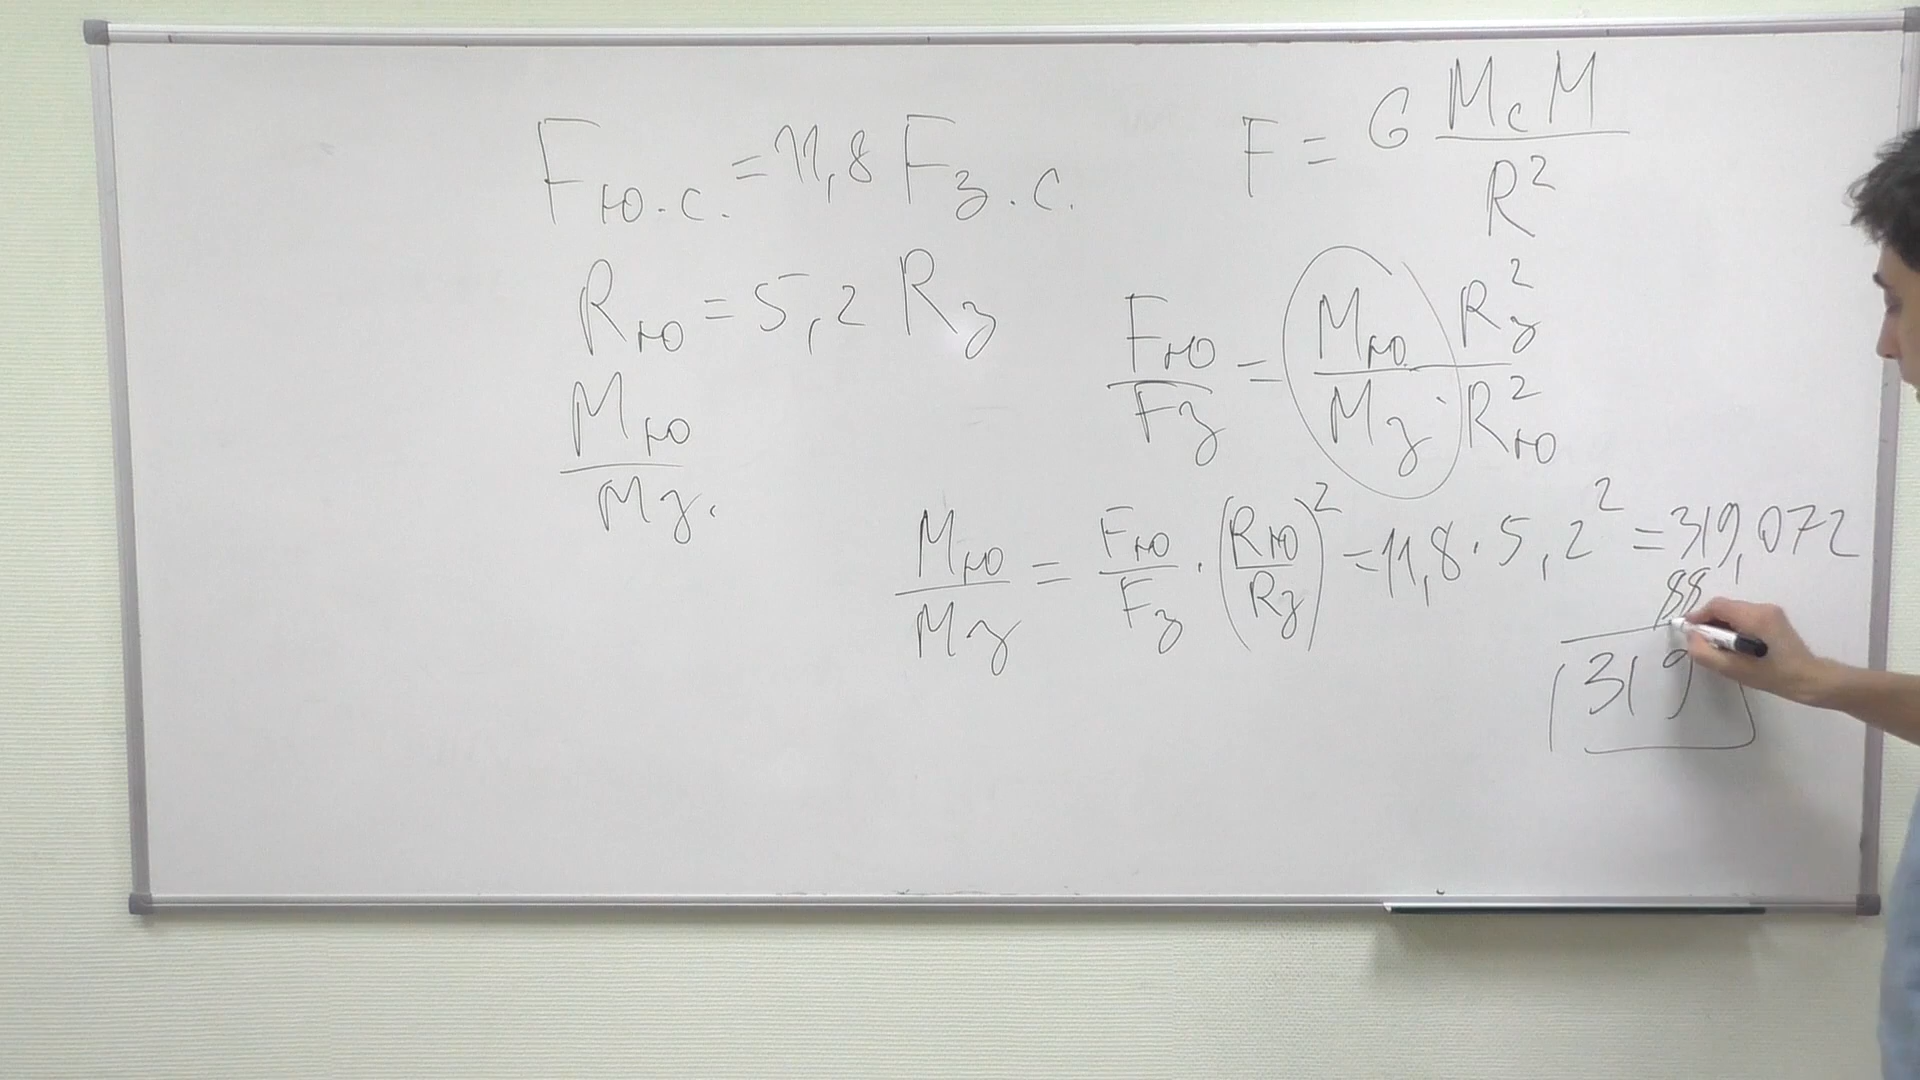 Fю.с. = 11,8 Fз.с.
Rю = 5,2 Rз
Mю
Mз.
F = G McM / R²
Fю / Fз = Mю / Mз · Rз² / Rю²
Mю / Mз = Fю / Fз · (Rю / Rз)² = 11,8 · 5,2² = 319,072
319